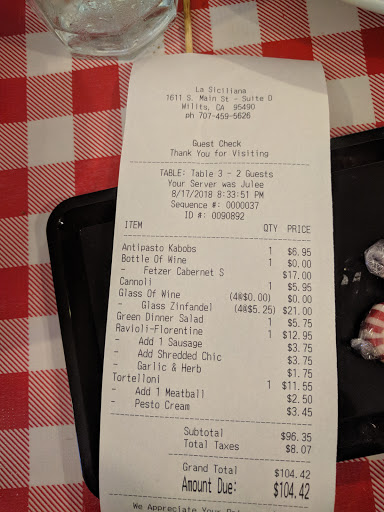 La Siciliana
1611 S. Main St - Suite D
Willits, CA 95490
ph 707-459-5626
Guest Check
Thank You for Visiting
TABLE: Table 3 - 2 Guests
Your Server was Julee
8/17/2018 8:33:51 PM
Sequence #: 0000037
ID #: 0090892
ITEM QTY PRICE
Antipasto Kabobs 1 $6.95
Bottle Of Wine 1 $0.00
- Fetzer Cabernet S $17.00
Cannoli 1 $5.95
Glass Of Wine (4@$0.00) $0.00
- Glass Zinfandel (4@$5.25) $21.00
Green Dinner Salad 1 $5.75
Ravioli-Florentine 1 $12.95
- Add 1 Sausage $3.75
- Add Shredded Chic $3.75
- Garlic & Herb $1.75
Tortelloni 1 $11.55
- Add 1 Meatball $2.50
- Pesto Cream $3.45
Subtotal $96.35
Total Taxes $8.07
Grand Total $104.42
Amount Due: $104.42
We Appreciate Your